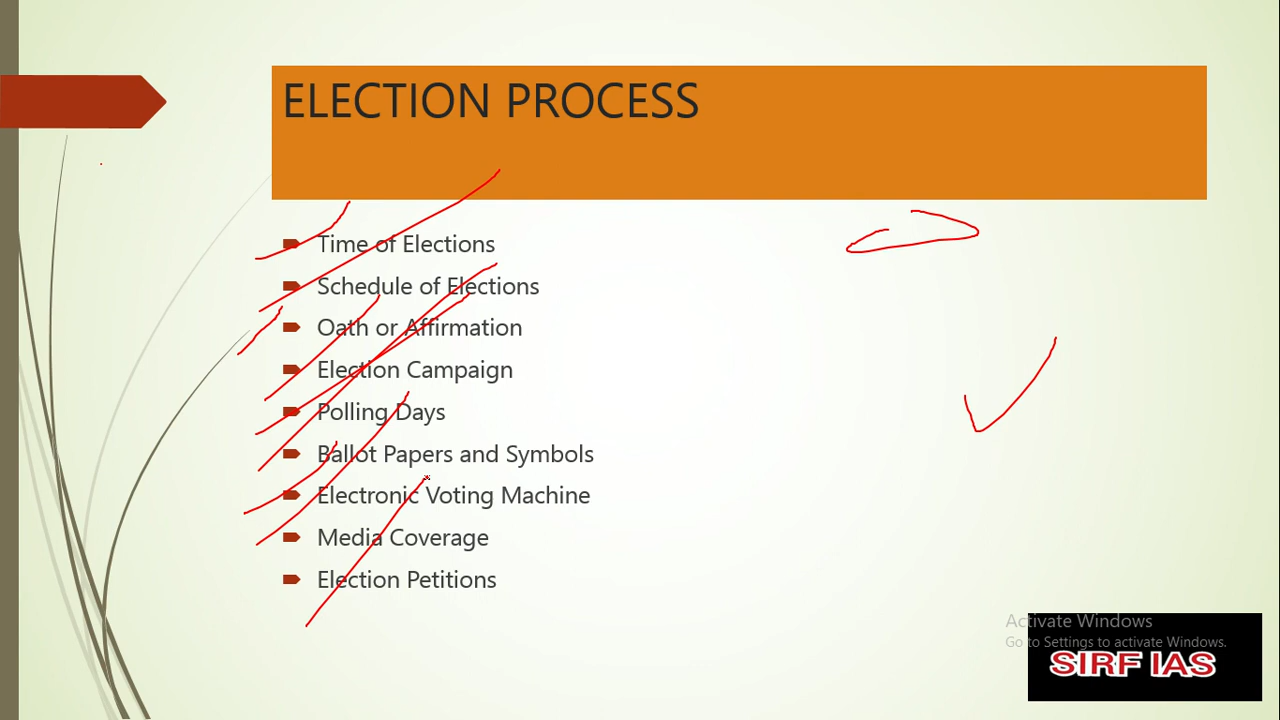 ELECTION PROCESS
Time of Elections
Schedule of Elections
Oath or Affirmation
Election Campaign
Polling Days
Ballot Papers and Symbols
Electronic Voting Machine
Media Coverage
Election Petitions
Activate Windows
Go to Settings to activate Windows.
SIRF IAS